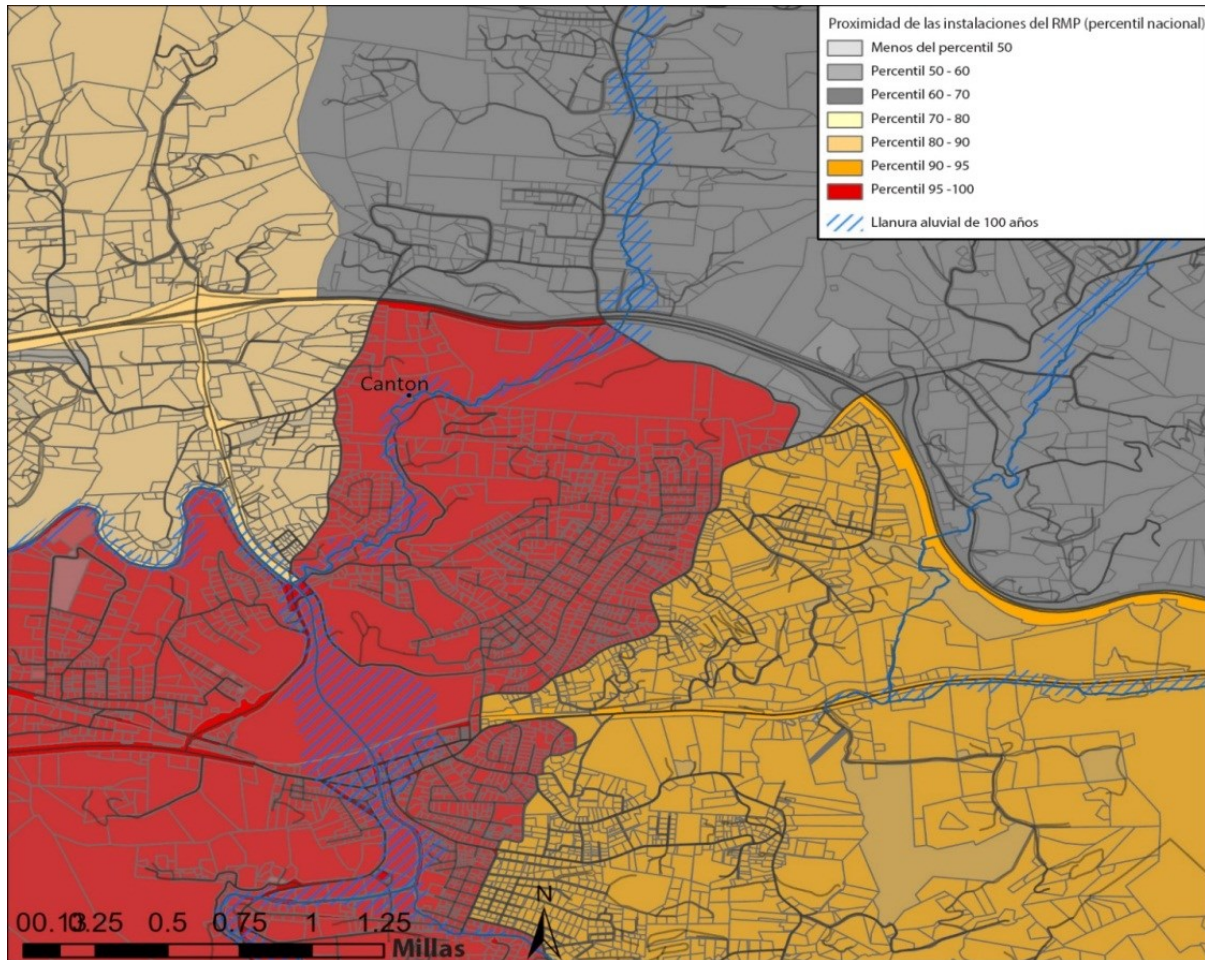 Proximidad de las instalaciones del RMP (percentil nacional)
Menos del percentil 50
Percentil 50 - 60
Percentil 60 - 70
Percentil 70 - 80
Percentil 80 - 90
Percentil 90 - 95
Percentil 95 -100
Llanura aluvial de 100 años
Canton
N
00.13 0.25 0.5 0.75 1 1.25
Millas